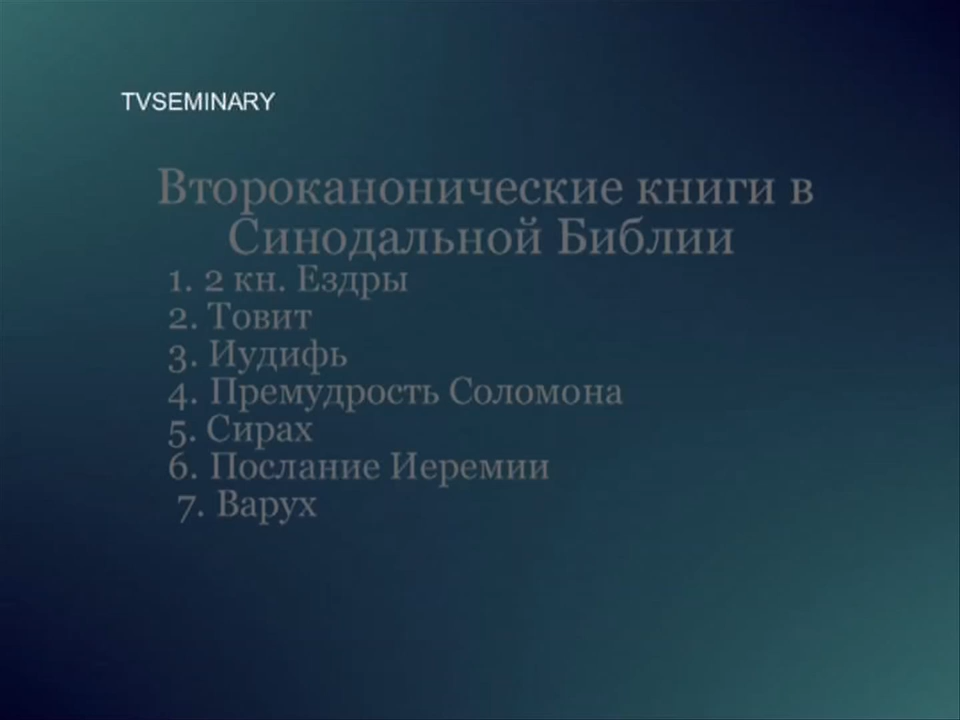 TVSEMINARY
Второканонические книги в
Синодальной Библии
1. 2 кн. Ездры
2. Товит
3. Иудифь
4. Премудрость Соломона
5. Сирах
6. Послание Иеремии
7. Варух